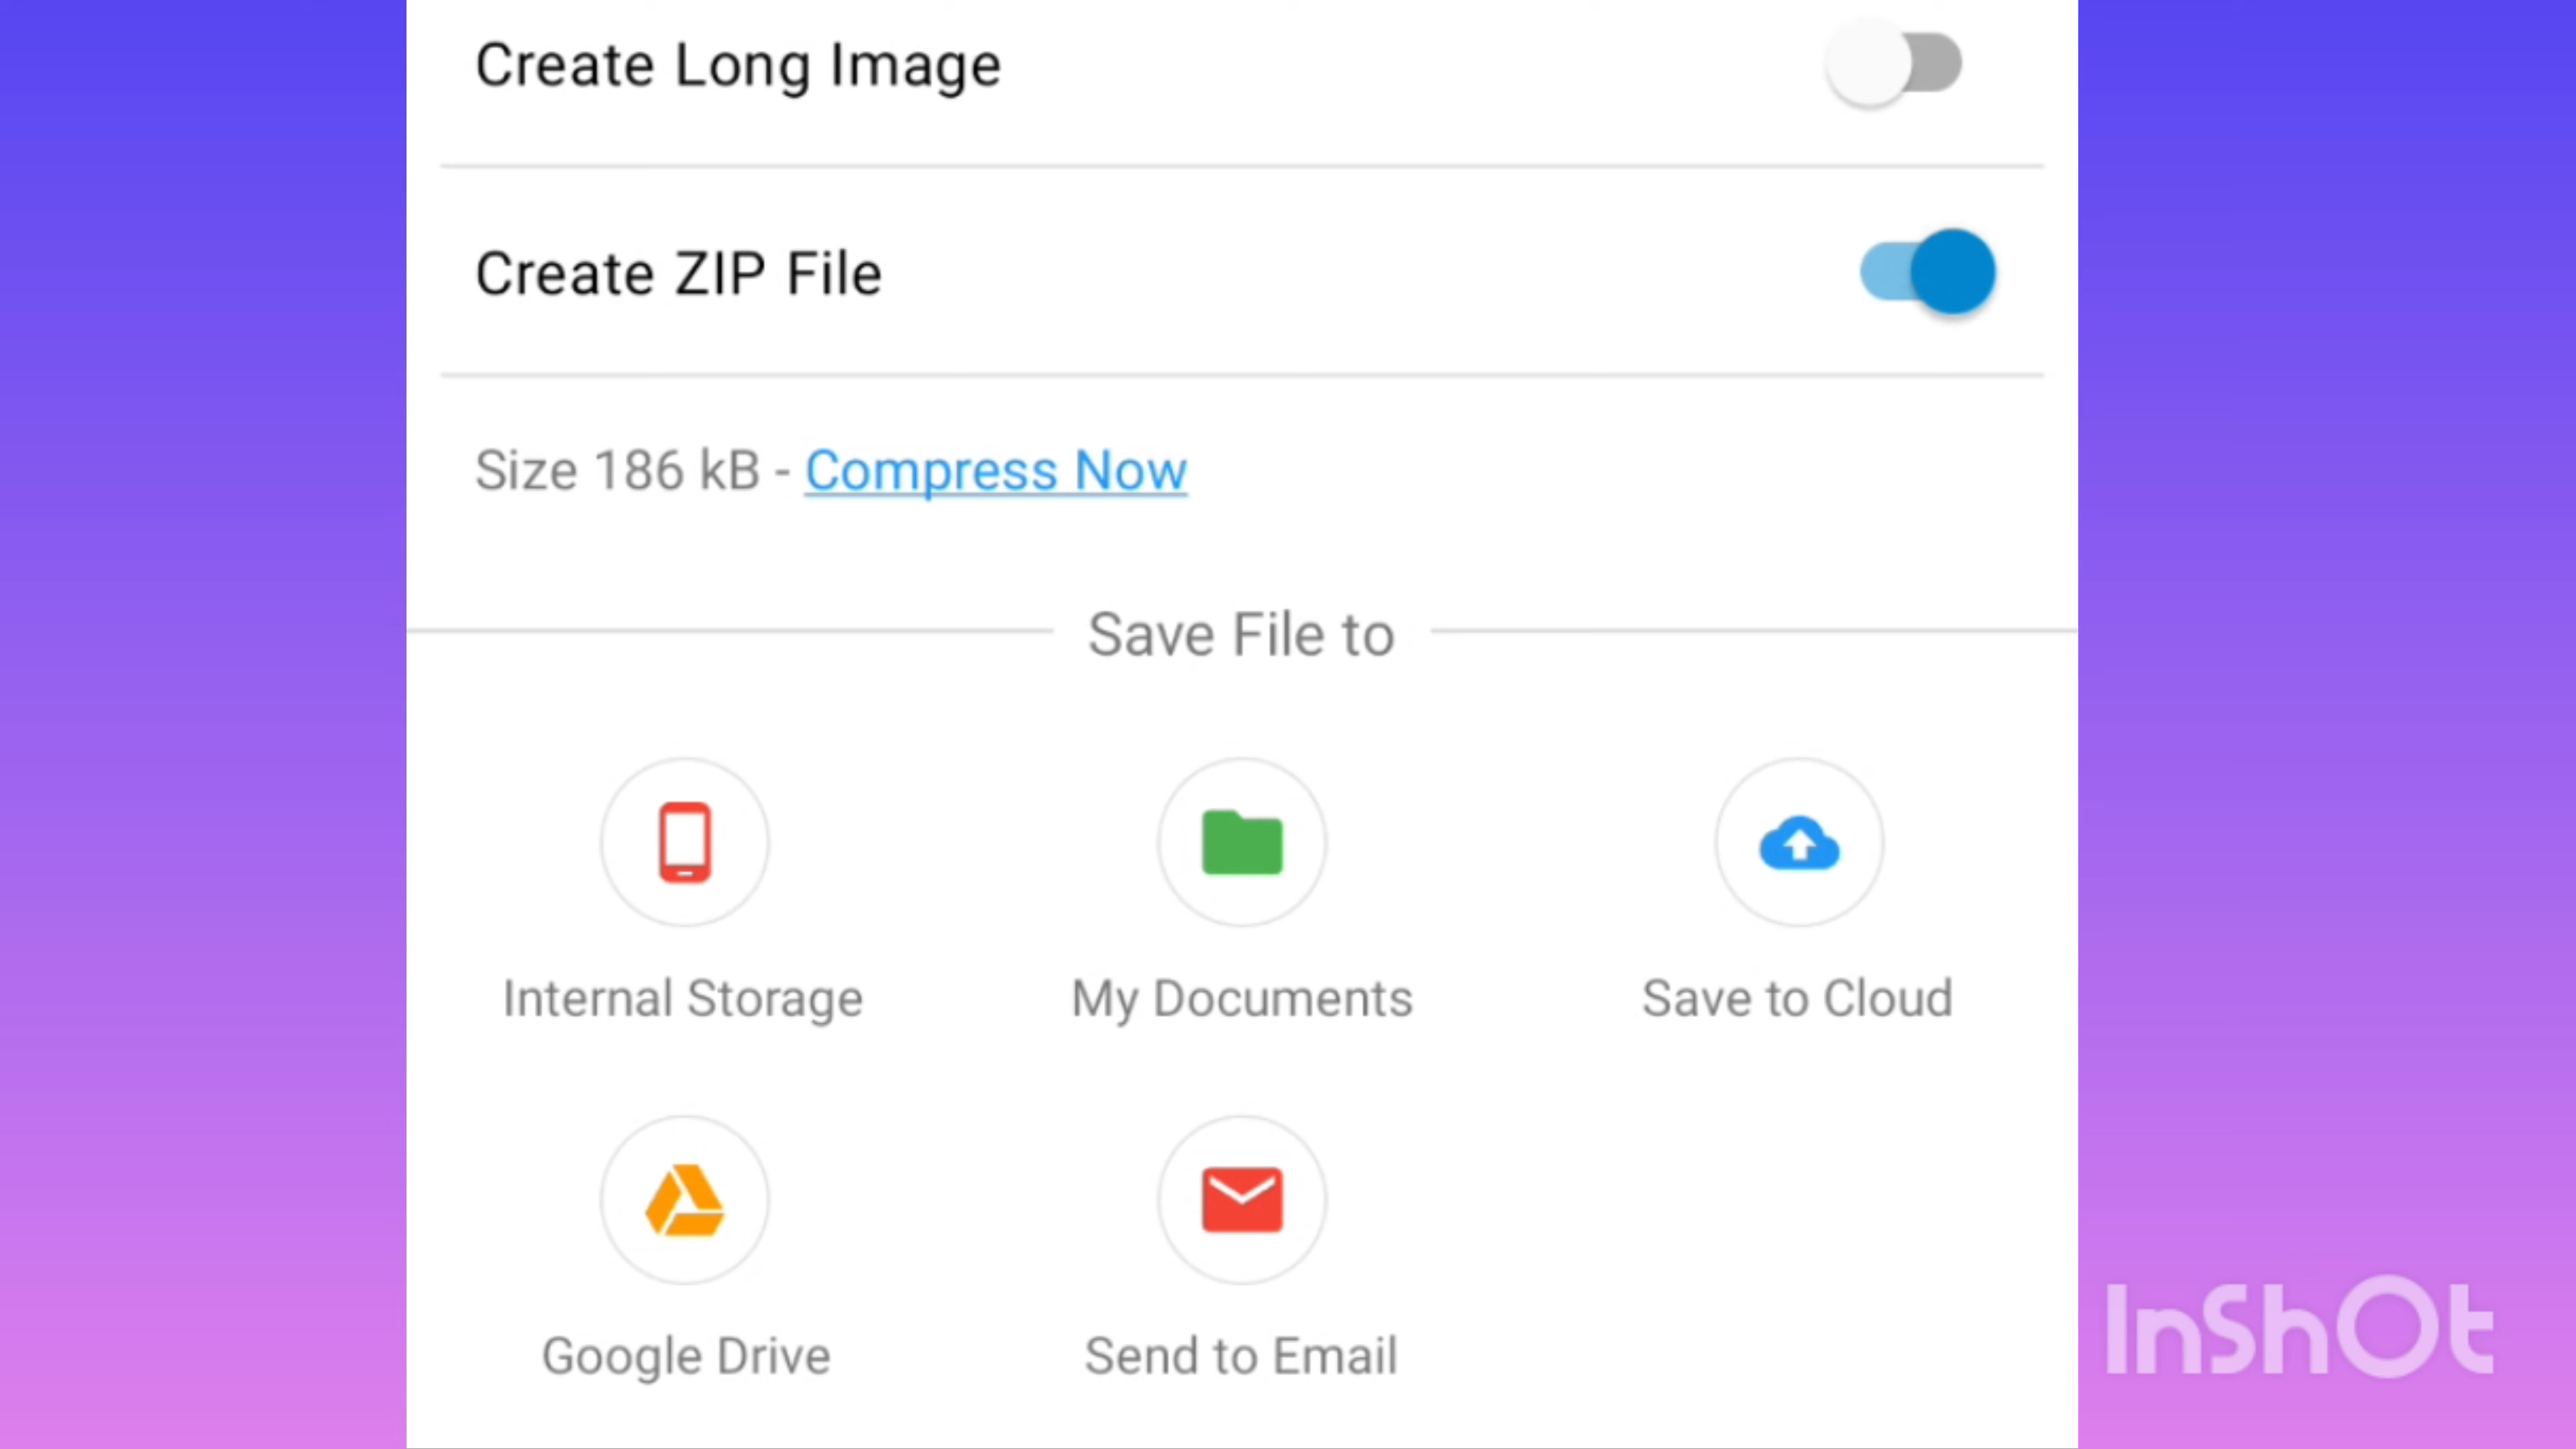 Create Long Image
Create ZIP File
Size 186 kB - Compress Now
Save File to
Internal Storage
My Documents
Save to Cloud
Google Drive
Send to Email
InShOt